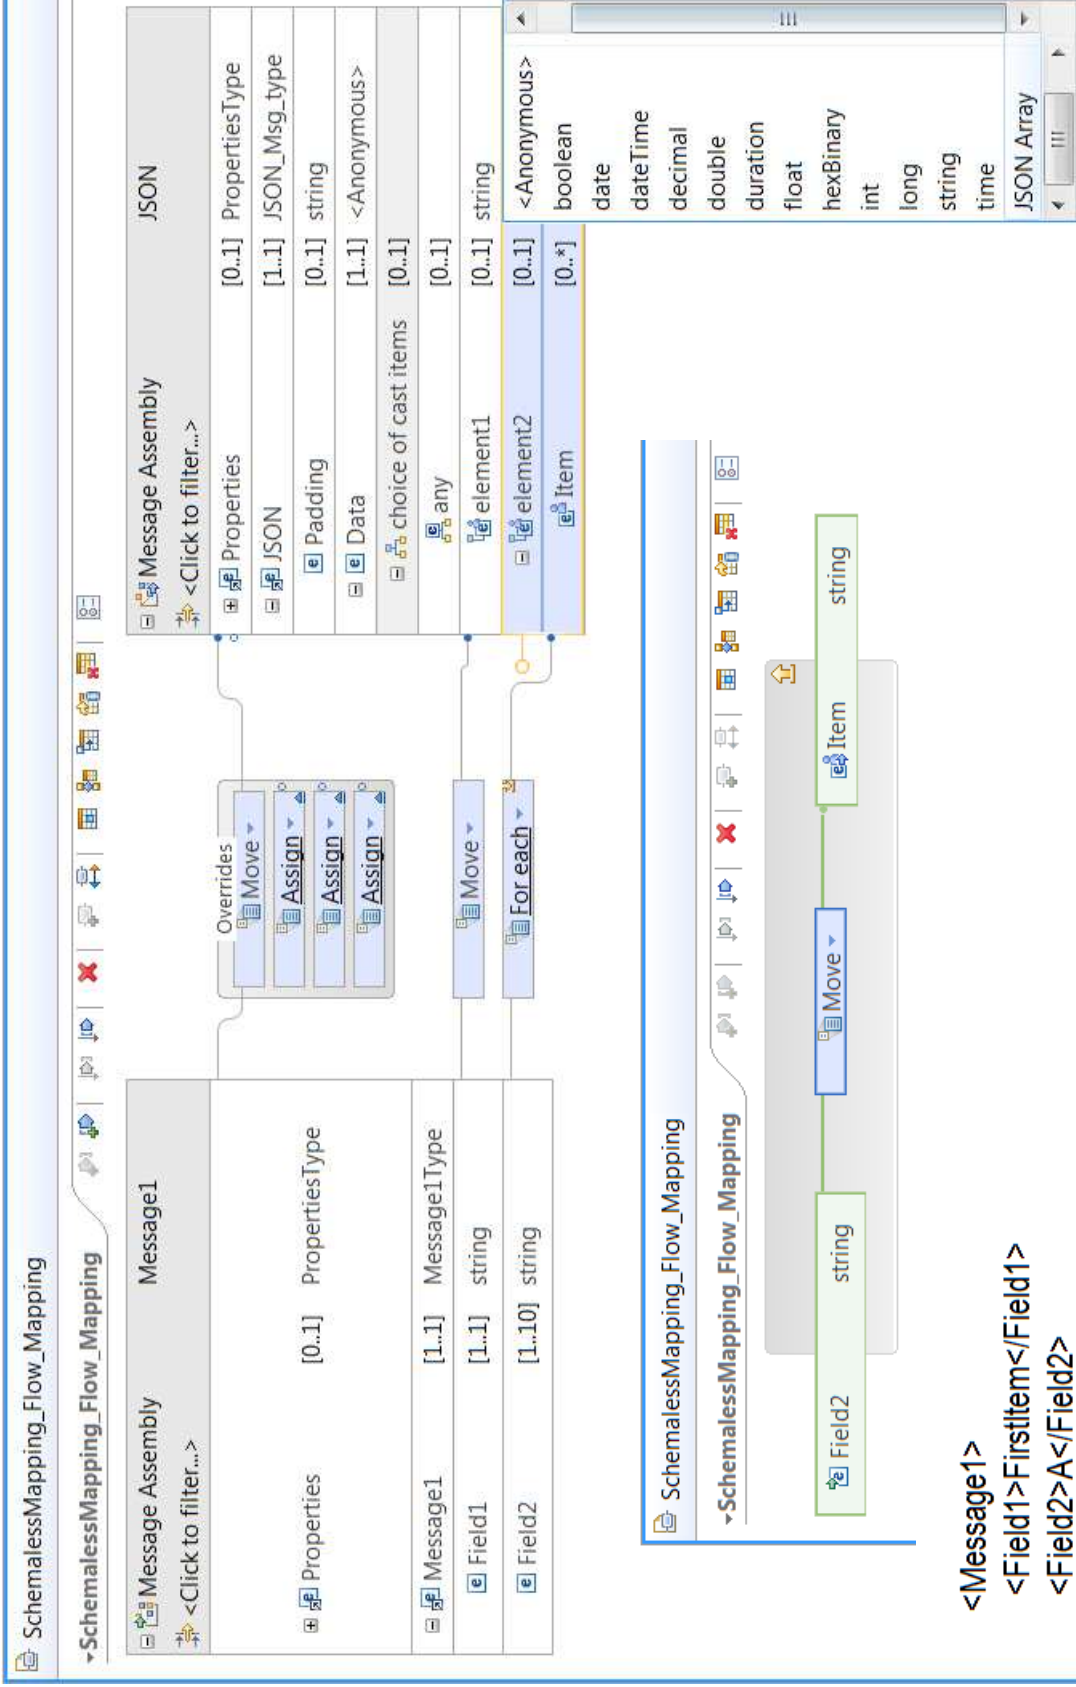 SchemalessMapping_Flow_Mapping
SchemalessMapping_Flow_Mapping
Message Assembly Message1
<Click to filter...>
Properties [0..1] PropertiesType
Message1 [1..1] Message1Type
Field1 [1..1] string
Field2 [1..10] string
Overrides
Move
Assign
Assign
Assign
Move
For each
Message Assembly JSON
<Click to filter...>
Properties [0..1] PropertiesType
JSON [1..1] JSON_Msg_type
Padding [0..1] string
Data [1..1] <Anonymous>
choice of cast items [0..1]
any [0..1]
element1 [0..1] string
element2 [0..1] <Anonymous>
Item [0..*]
boolean
date
dateTime
decimal
double
duration
float
hexBinary
int
long
string
time
JSON Array
SchemalessMapping_Flow_Mapping
SchemalessMapping_Flow_Mapping
Field2 string
Move
Item string
<Message1>
<Field1>FirstItem</Field1>
<Field2>A</Field2>